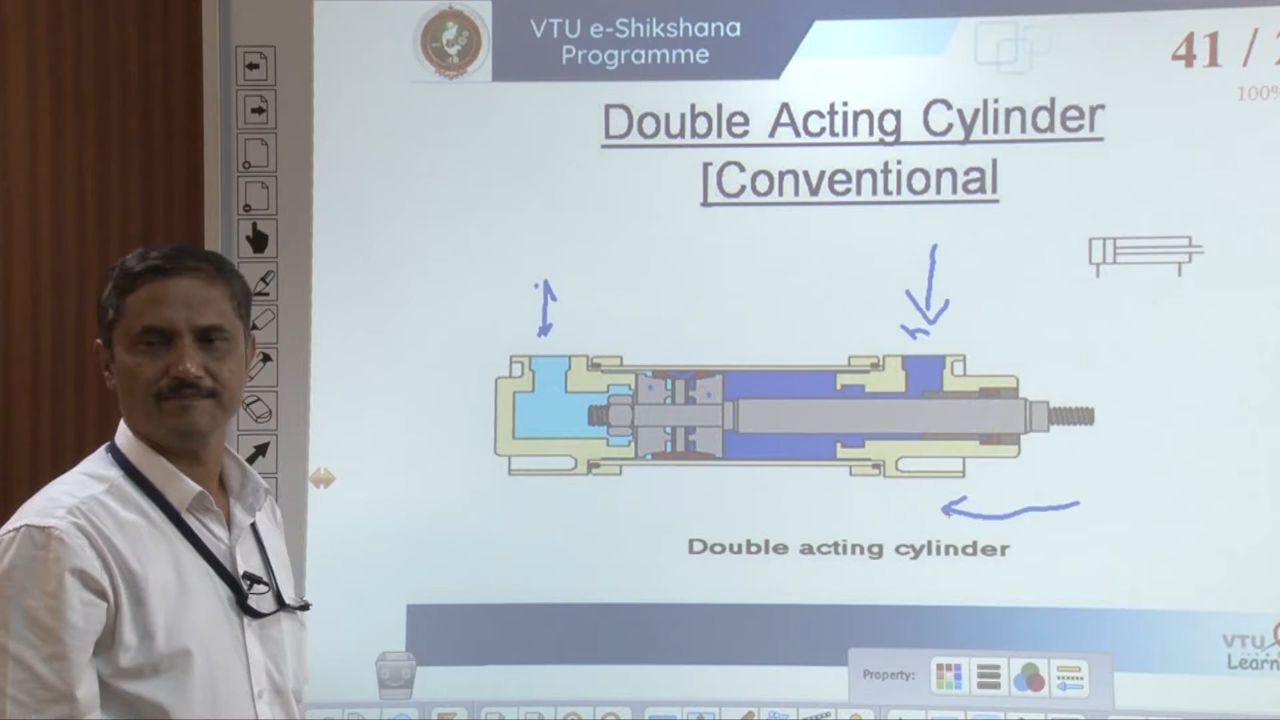 VTU e-Shikshana
Programme
41 /
100%
Double Acting Cylinder
[Conventional
Double acting cylinder
VTU
Learn
Property: